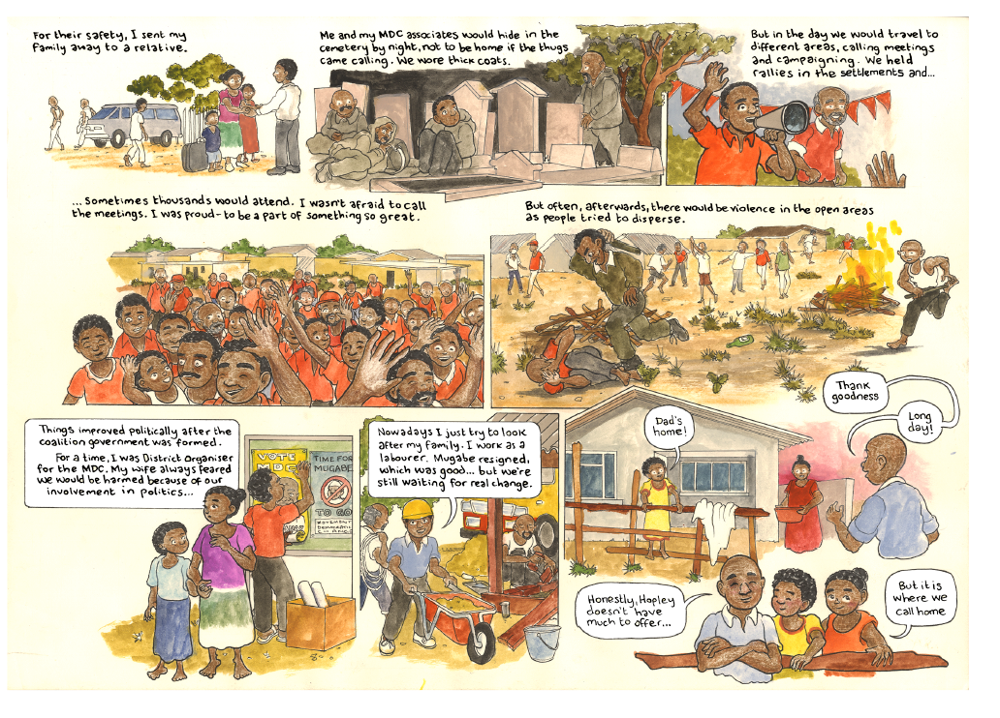 For their safety, I sent my
family away to a relative.
Me and my MDC associates would hide in the
cemetery by night, not to be home if the thugs
came calling. We wore thick coats.
But in the day we would travel to
different areas, calling meetings
and campaigning. We held
rallies in the settlements and...
... Sometimes thousands would attend. I wasn't afraid to call
the meetings. I was proud - to be a part of something so great.
But often, afterwards, there would be violence in the open areas
as people tried to disperse.
Things improved politically after the
coalition government was formed.
For a time, I was District Organiser
for the MDC. My wife always feared
we would be harmed because of our
involvement in politics...
VOTE
MDC
TIME FOR
MUGABE
TO GO
MOVEMENT
DEMOCRATIC
Nowadays I just try to look
after my family. I work as a
labourer. Mugabe resigned,
which was good... but we're
still waiting for real change.
Dad's
home!
Thank
goodness
Long
day!
Honestly, Hopley
doesn't have
much to offer...
But it is
where we
call home